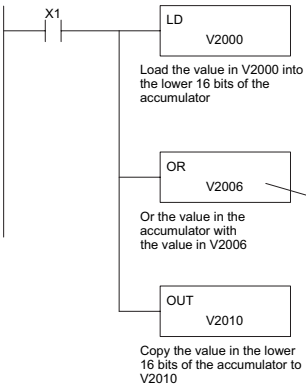 X1
LD
V2000
Load the value in V2000 into
the lower 16 bits of the
accumulator
OR
V2006
Or the value in the
accumulator with
the value in V2006
OUT
V2010
Copy the value in the lower
16 bits of the accumulator to
V2010